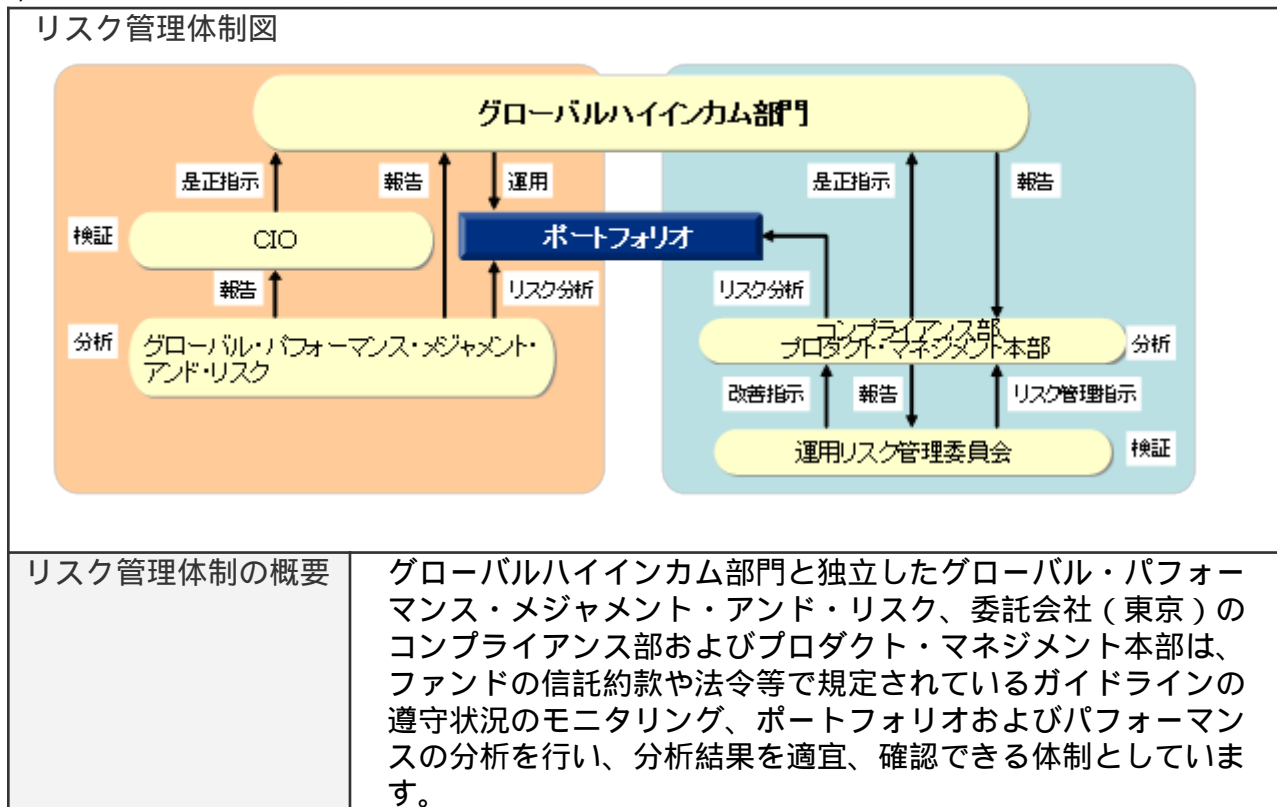 リスク管理体制図
グローバルハイインカム部門
是正指示
報告
運用
是正指示
報告
検証
CIO
ポートフォリオ
報告
リスク分析
リスク分析
分析
グローバル・パフォーマンス・メジャメント・
アンド・リスク
コンプライアンス部
プロダクト・マネジメント本部
分析
改善指示
報告
リスク管理指示
運用リスク管理委員会
検証
リスク管理体制の概要
グローバルハイインカム部門と独立したグローバル・パフォー
マンス・メジャメント・アンド・リスク、委託会社（東京）の
コンプライアンス部およびプロダクト・マネジメント本部は、
ファンドの信託約款や法令等で規定されているガイドラインの
遵守状況のモニタリング、ポートフォリオおよびパフォーマン
スの分析を行い、分析結果を適宜、確認できる体制としていま
す。